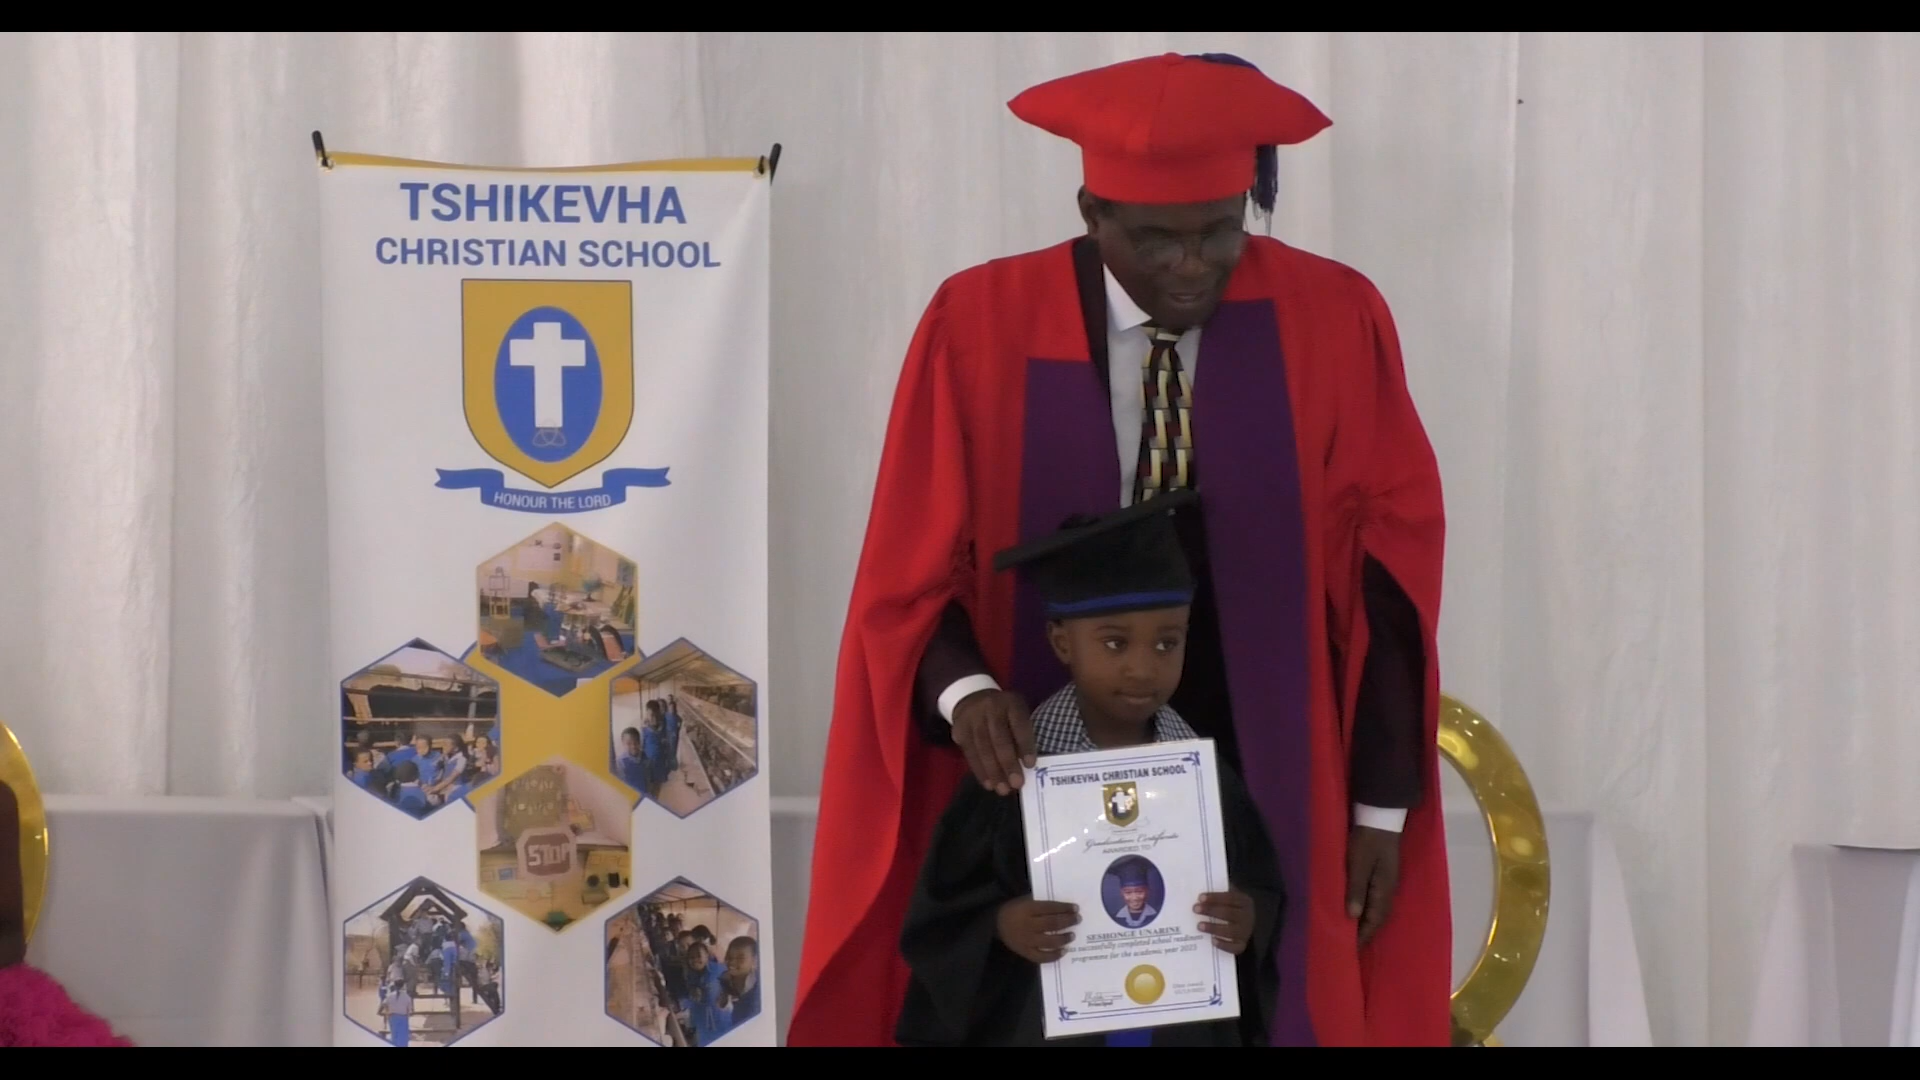 TSHIKEVHA
CHRISTIAN SCHOOL
HONOUR THE LORD
STOP
TSHIKEVHA CHRISTIAN SCHOOL
Graduation Certificate
AWARDED TO
SESHONGE UNARINE
has successfully completed school readiness
programme for the academic year 2023
Principal